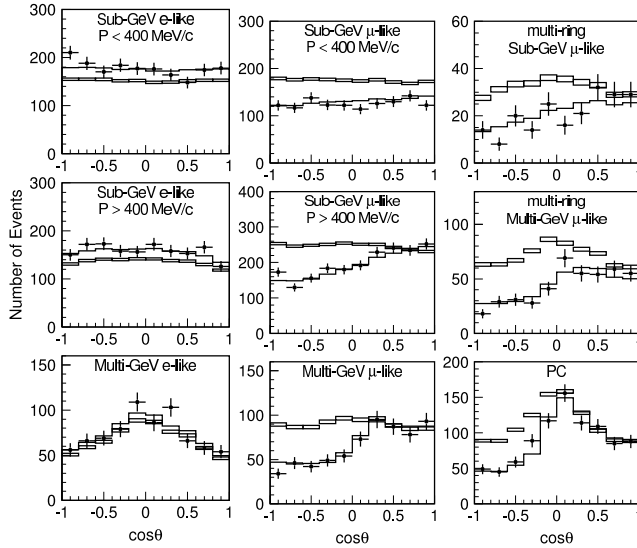 Number of Events
Sub-GeV e-like
P < 400 MeV/c
300
200
100
0
-1 -0.5 0 0.5 1
Sub-GeV μ-like
P < 400 MeV/c
300
200
100
0
-1 -0.5 0 0.5 1
multi-ring
Sub-GeV μ-like
60
40
20
0
-1 -0.5 0 0.5 1
Sub-GeV e-like
P > 400 MeV/c
300
200
100
0
-1 -0.5 0 0.5 1
Sub-GeV μ-like
P > 400 MeV/c
400
300
200
100
0
-1 -0.5 0 0.5 1
multi-ring
Multi-GeV μ-like
100
50
0
-1 -0.5 0 0.5 1
Multi-GeV e-like
150
100
50
0
-1 -0.5 0 0.5 1
cosθ
Multi-GeV μ-like
150
100
50
0
-1 -0.5 0 0.5 1
cosθ
PC
200
150
100
50
0
-1 -0.5 0 0.5 1
cosθ